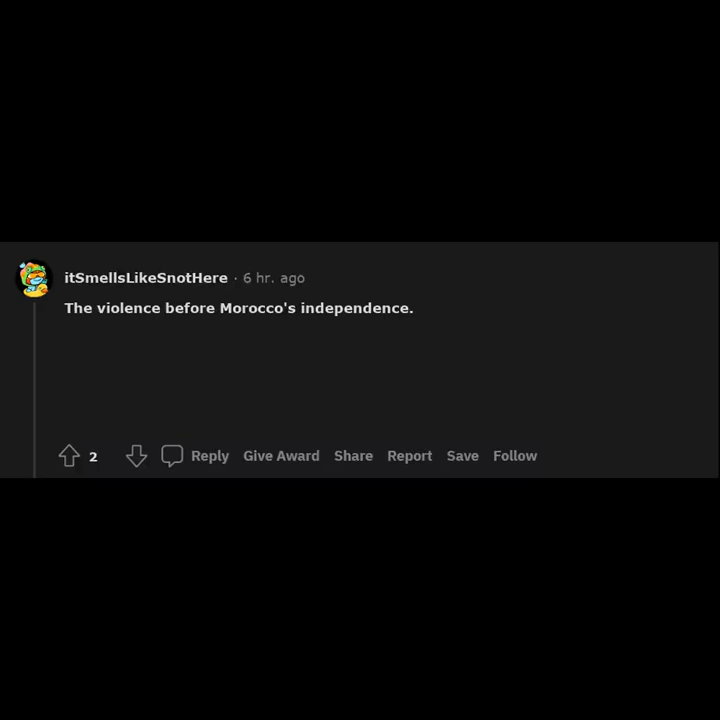 itSmellsLikeSnotHere · 6 hr. ago
The violence before Morocco's independence.
2 Reply Give Award Share Report Save Follow